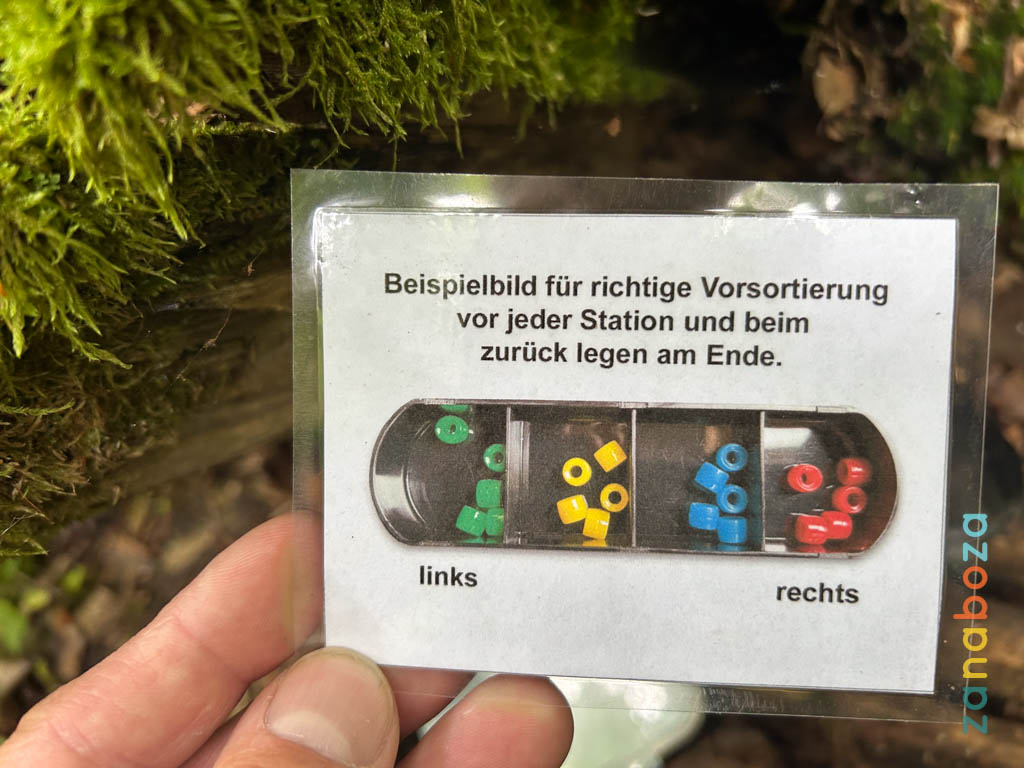 Beispielbild für richtige Vorsortierung
vor jeder Station und beim
zurück legen am Ende.
links
rechts
zanaboza